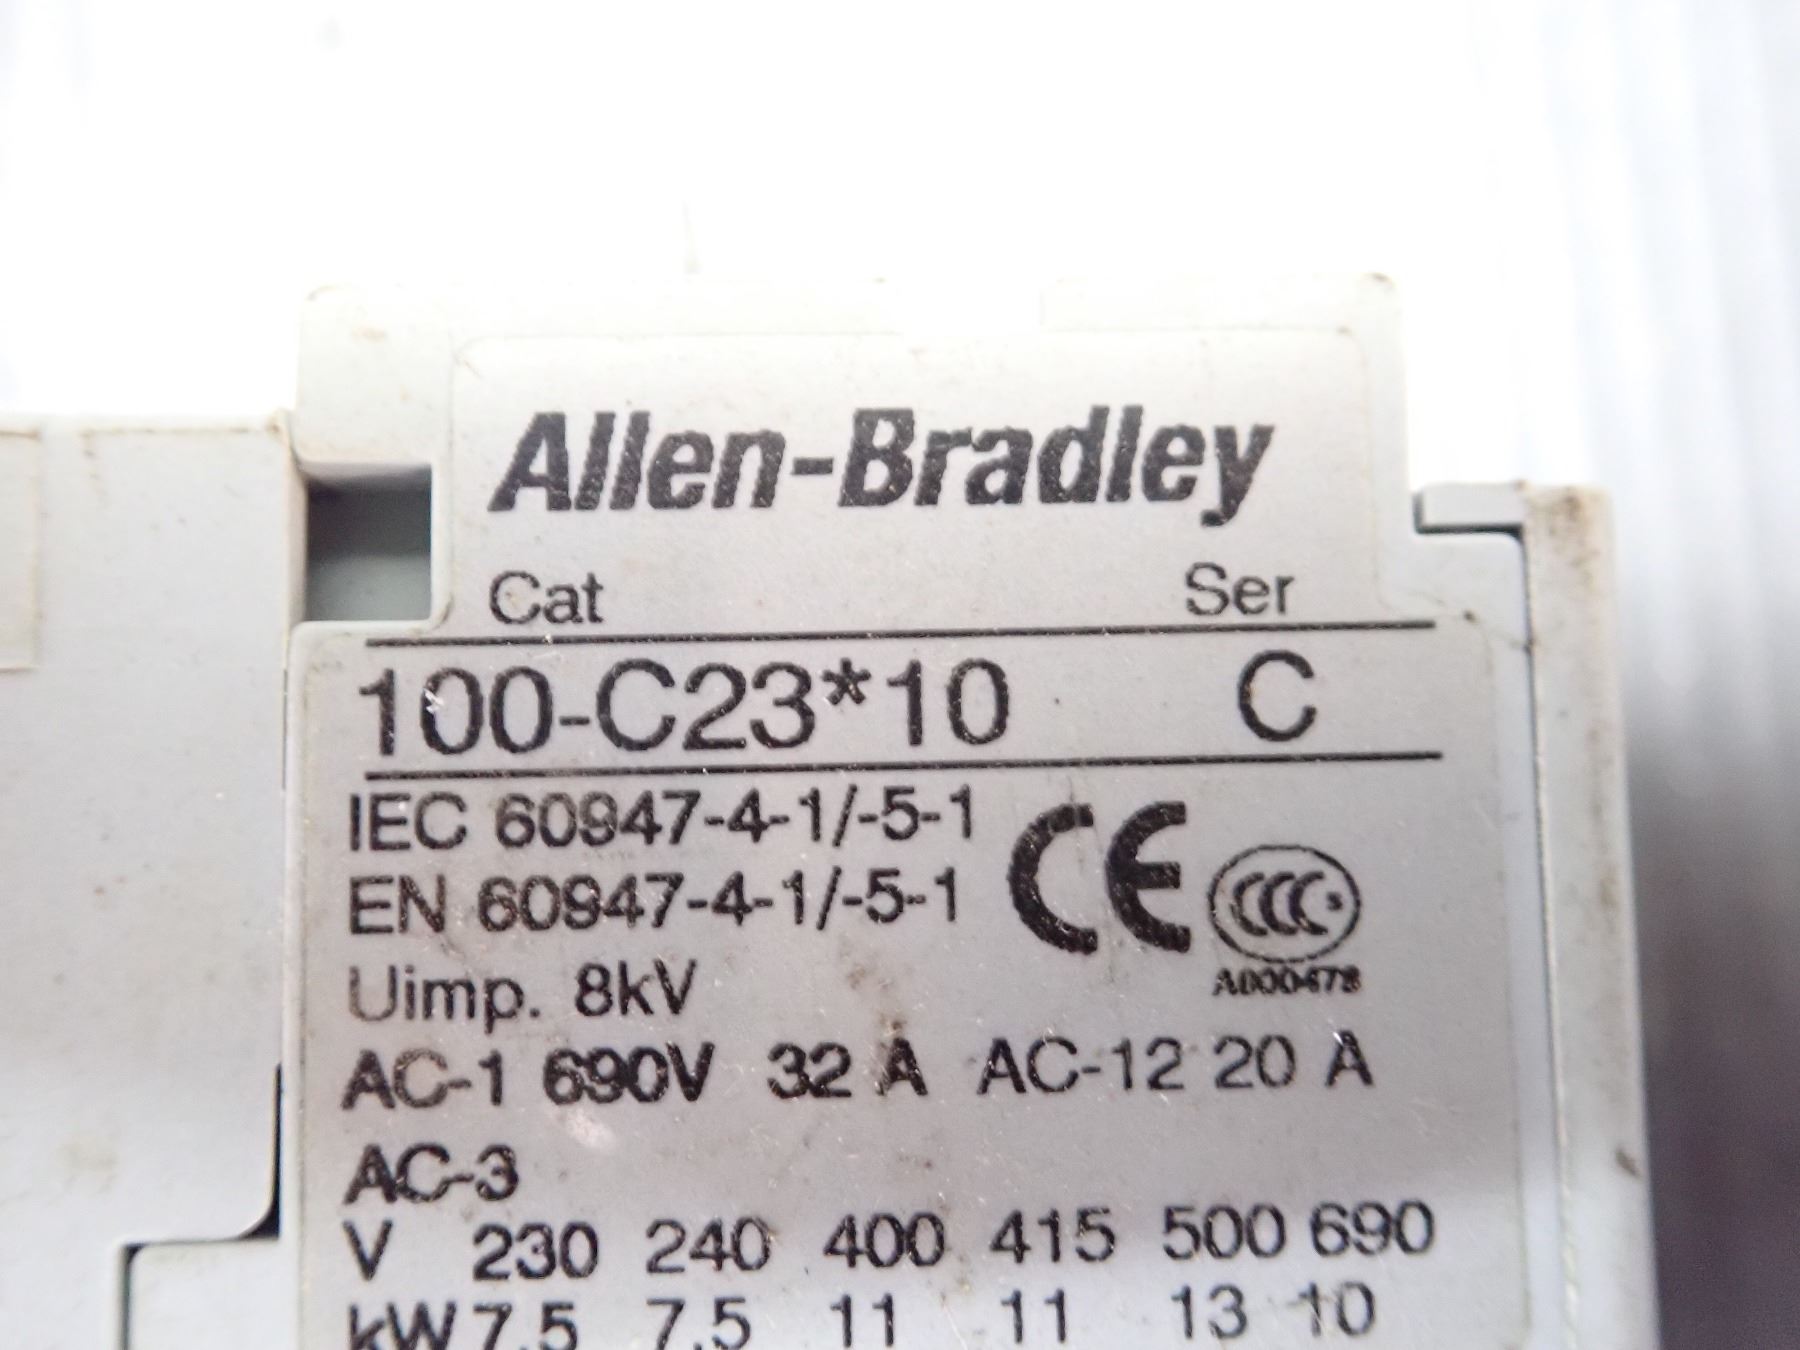 Allen-Bradley
Cat Ser
100-C23*10 C
IEC 60947-4-1/-5-1
EN 60947-4-1/-5-1
CE
CCC S
A000478
Uimp. 8kV
AC-1 690V 32 A AC-12 20 A
AC-3
V 230 240 400 415 500 690
kW 7.5 7.5 11 11 13 10